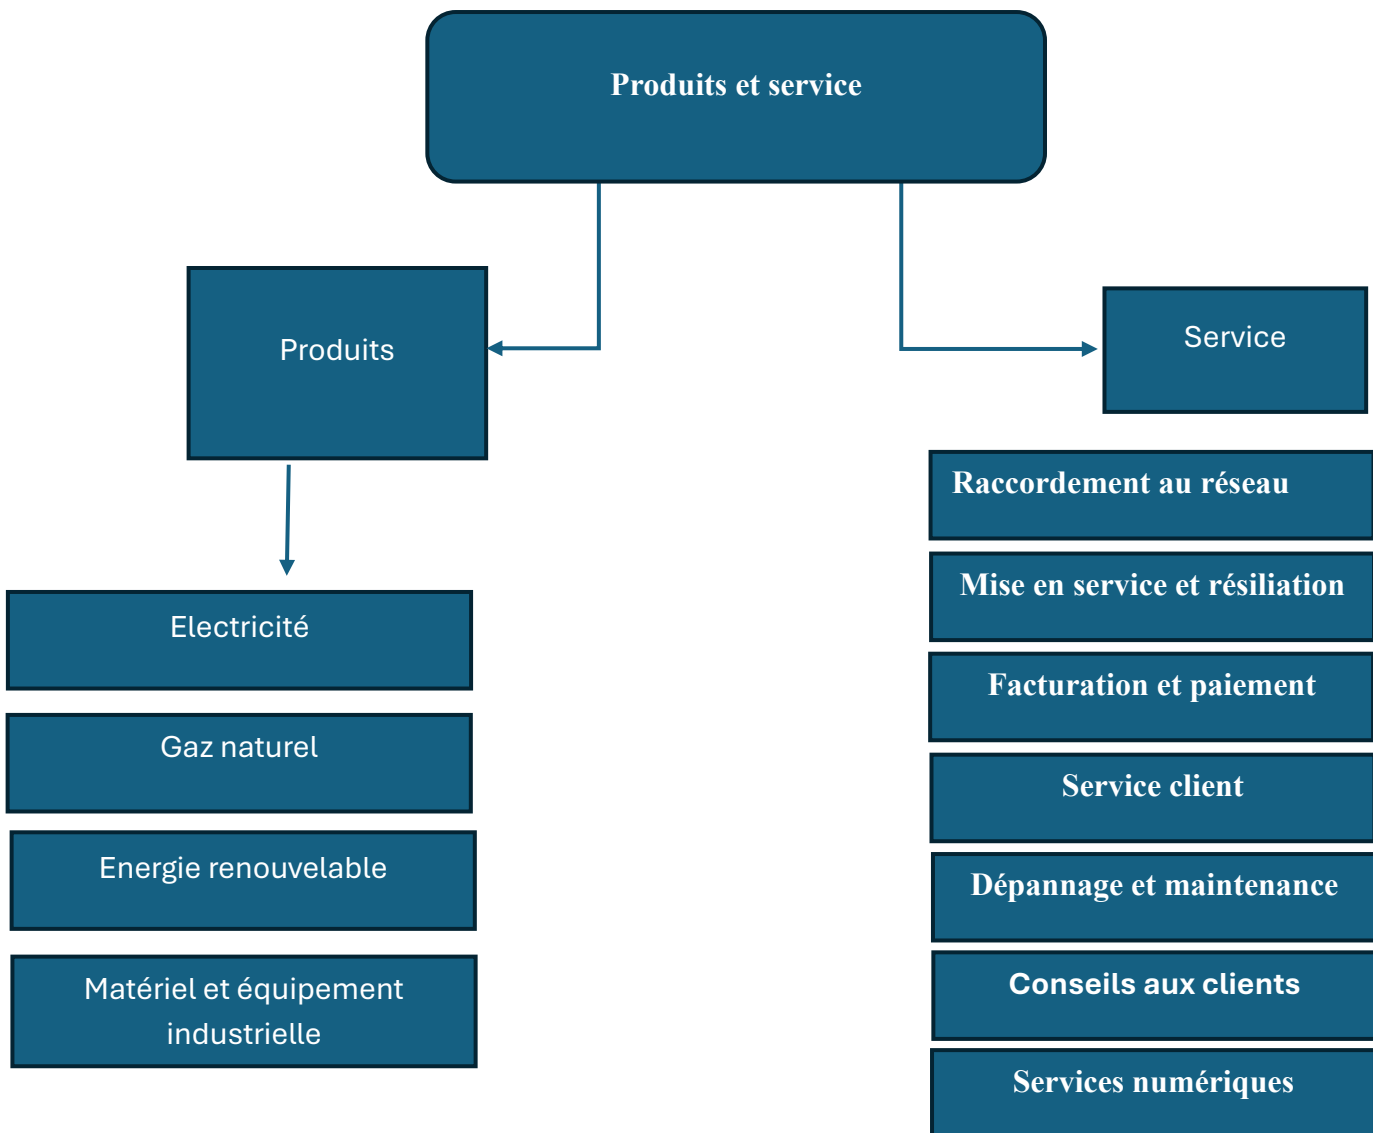 Produits et service
Produits
Service
Electricité
Gaz naturel
Energie renouvelable
Matériel et équipement
industrielle
Raccordement au réseau
Mise en service et résiliation
Facturation et paiement
Service client
Dépannage et maintenance
Conseils aux clients
Services numériques